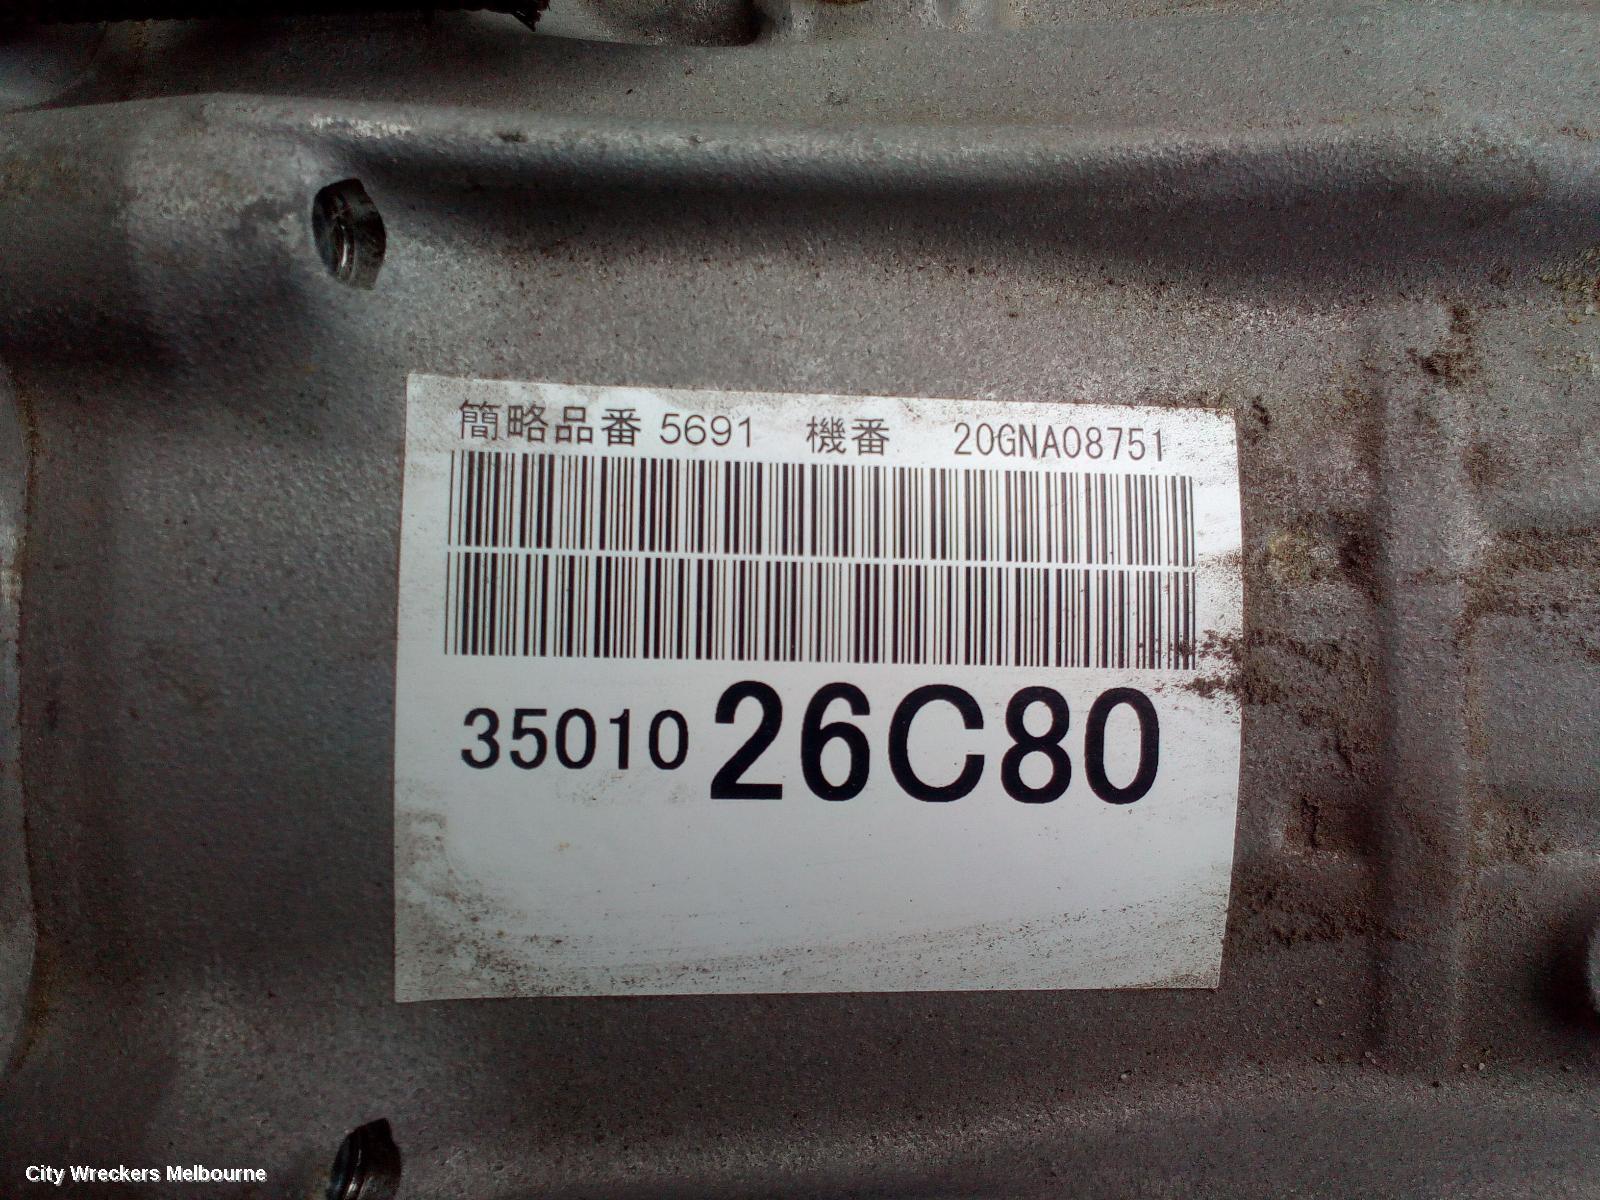 簡略品番 5691 機番 20GNA08751
35010 26C80
City Wreckers Melbourne